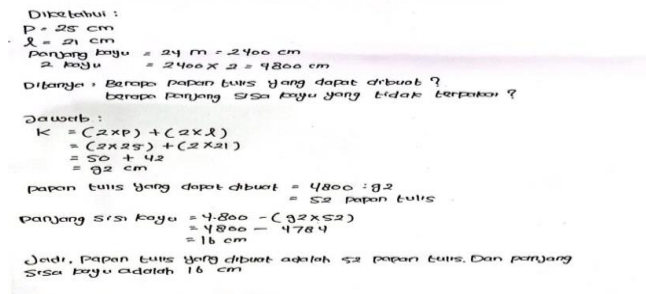 Diketahui :
P = 25 cm
l = 21 cm
Panjang kayu = 24 m = 2400 cm
2 kayu = 2400 x 2 = 4800 cm
Ditanya : Berapa papan tulis yang dapat dibuat ?
berapa panjang sisa kayu yang tidak terpakai ?
Jawab :
K = (2xP) + (2xl)
= (2x25) + (2x21)
= 50 + 42
= 92 cm
papan tulis yang dapat dibuat = 4800 : 92
= 52 papan tulis
panjang sisi kayu = 4.800 - (92x52)
= 4800 - 4784
= 16 cm
Jadi, papan tulis yang dibuat adalah 52 papan tulis. Dan panjang
sisa kayu adalah 16 cm